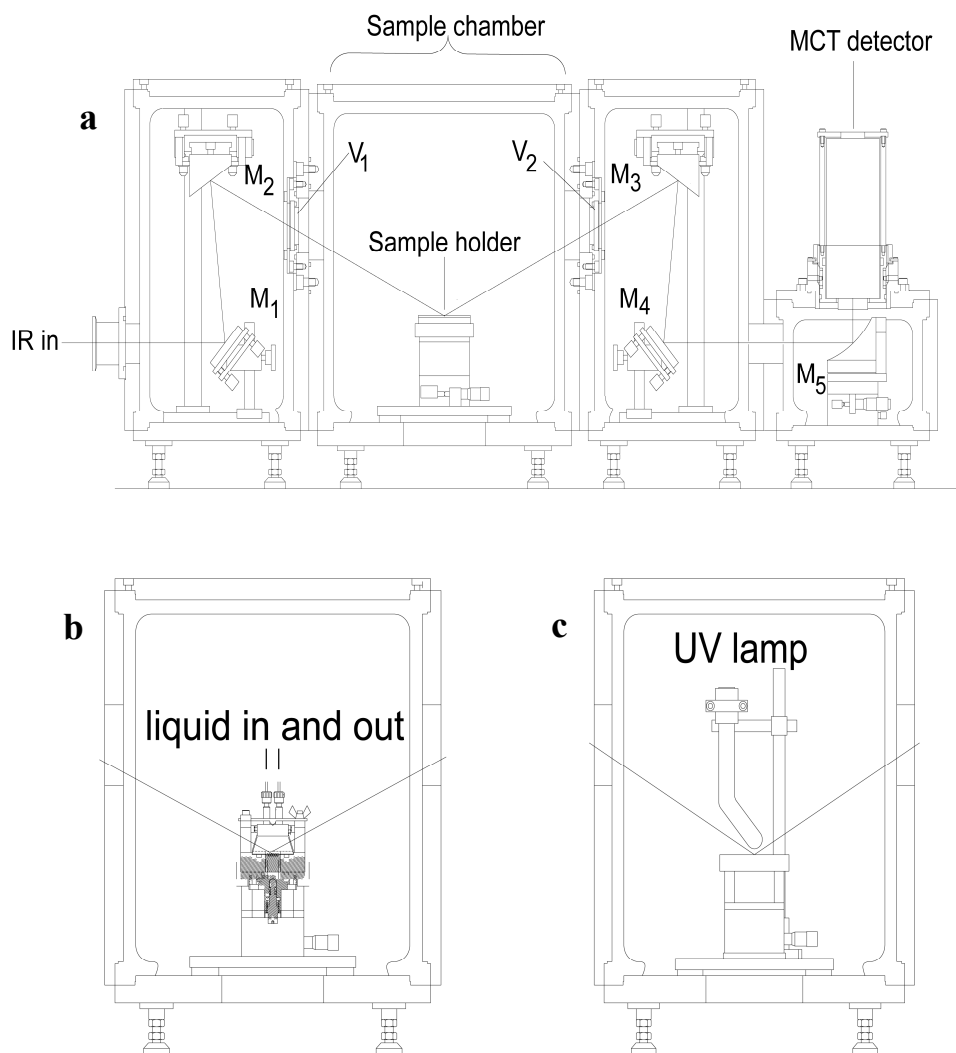 Sample chamber
MCT detector
a
M2
V1
V2
M3
Sample holder
M1
M4
IR in
M5
b
c
UV lamp
liquid in and out